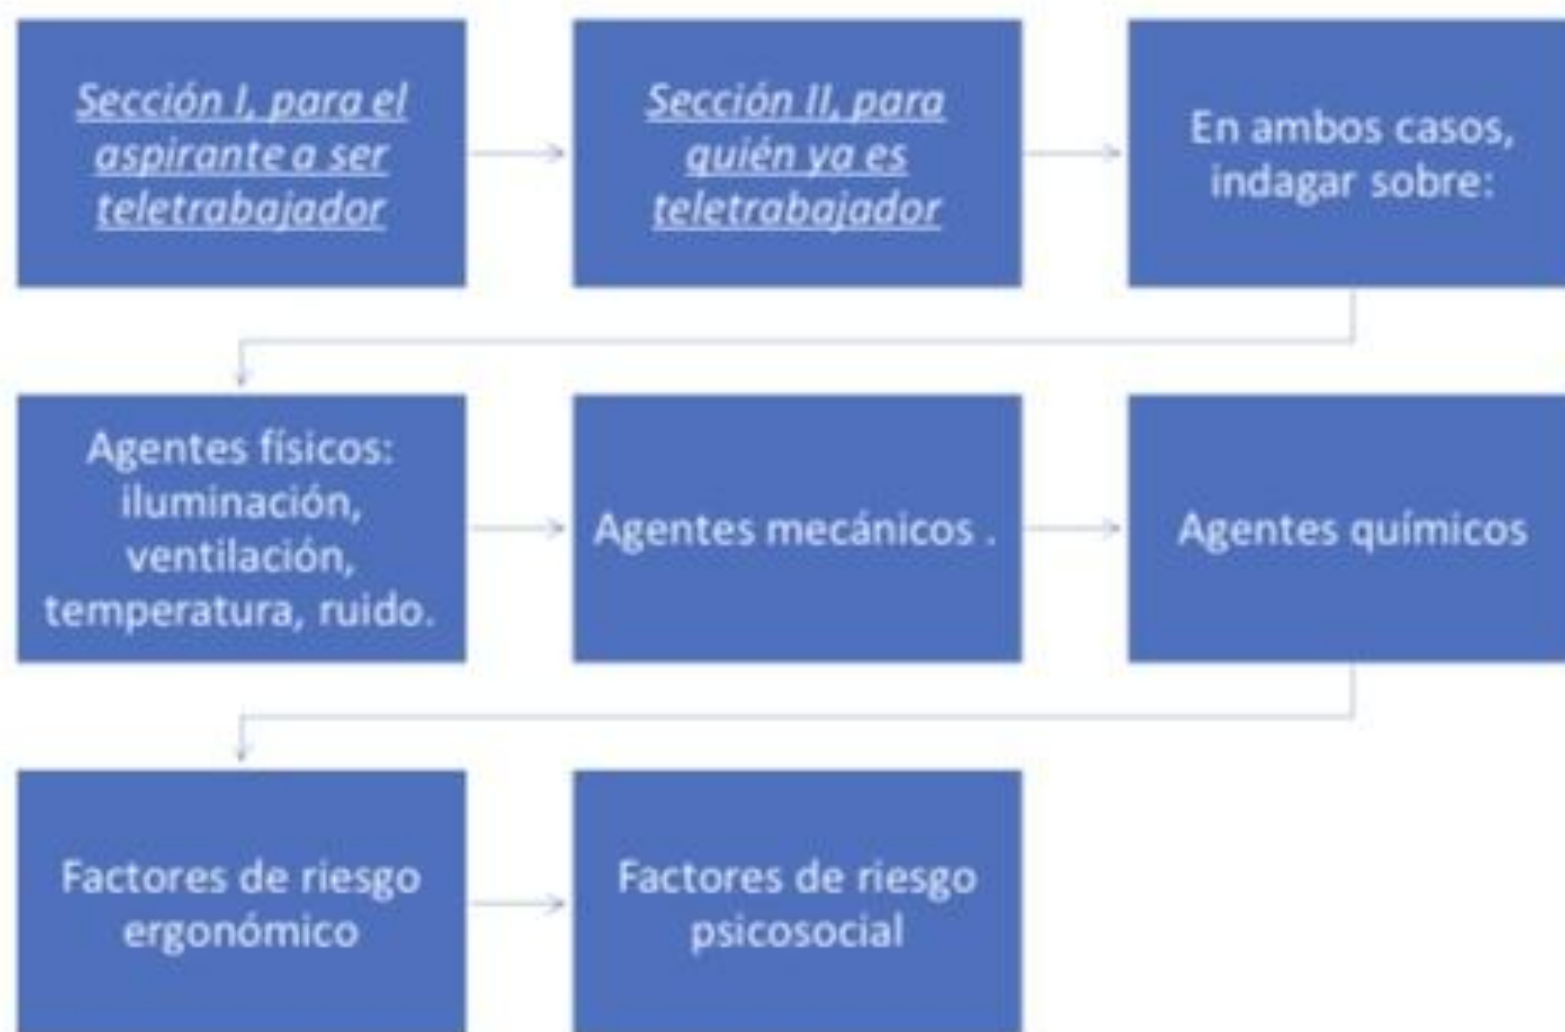 Sección I, para el
aspirante a ser
teletrabajador
Sección II, para
quién ya es
teletrabajador
En ambos casos,
indagar sobre:
Agentes físicos:
iluminación,
ventilación,
temperatura, ruido.
Agentes mecánicos .
Agentes químicos
Factores de riesgo
ergonómico
Factores de riesgo
psicosocial